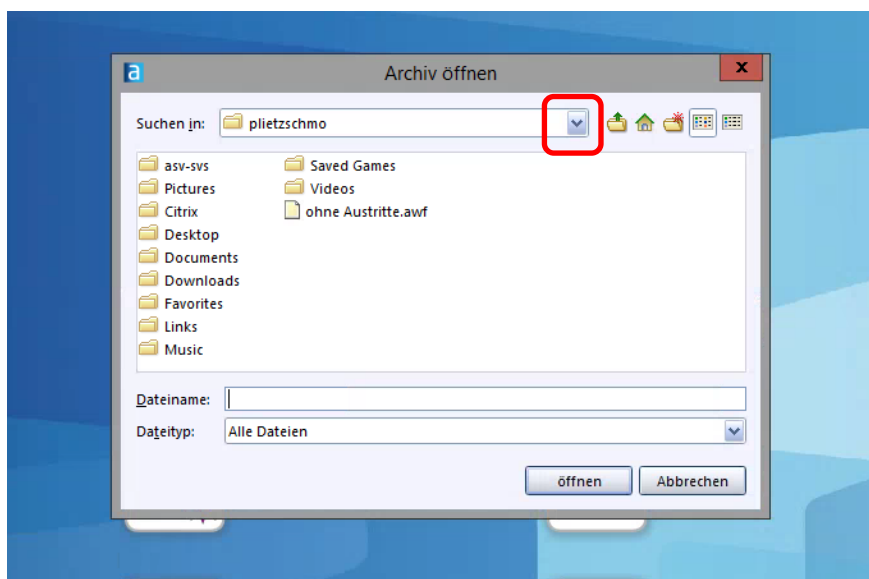 a Archiv öffnen x
Suchen in: plietzschmo
asv-svs Saved Games
Pictures Videos
Citrix ohne Austritte.awf
Desktop
Documents
Downloads
Favorites
Links
Music
Dateiname:
Dateityp: Alle Dateien
öffnen Abbrechen